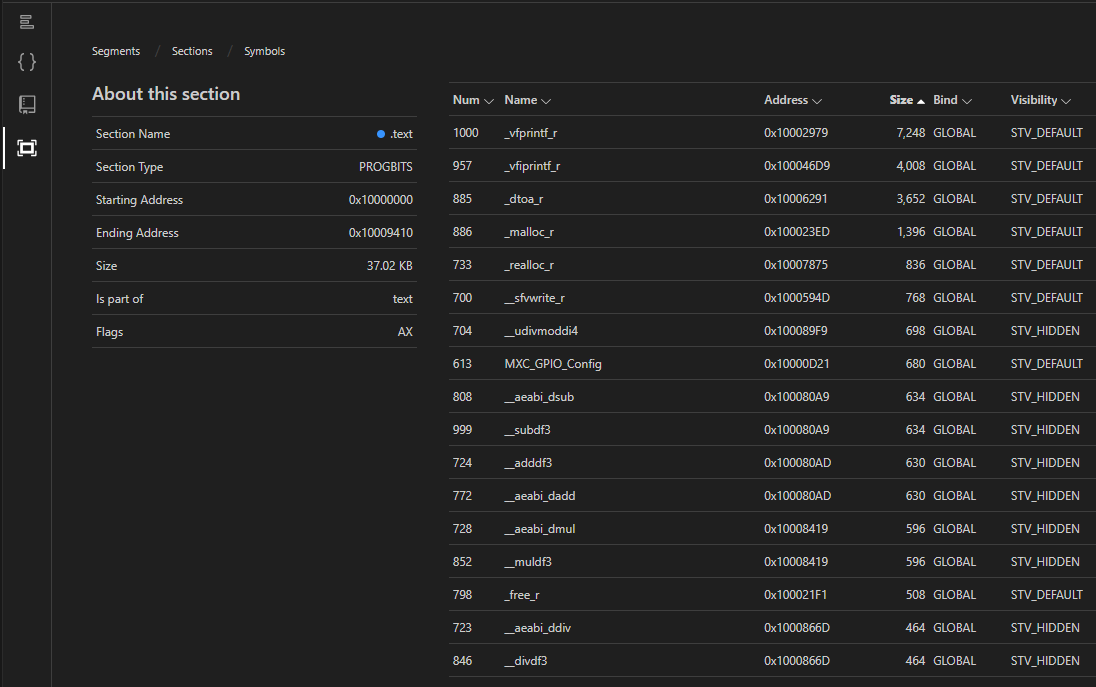 Segments / Sections / Symbols
About this section
Section Name .text
Section Type PROGBITS
Starting Address 0x10000000
Ending Address 0x10009410
Size 37.02 KB
Is part of text
Flags AX
Num Name Address Size Bind Visibility
1000 _vfprintf_r 0x10002979 7,248 GLOBAL STV_DEFAULT
957 _vfiprintf_r 0x100046D9 4,008 GLOBAL STV_DEFAULT
885 _dtoa_r 0x10006291 3,652 GLOBAL STV_DEFAULT
886 _malloc_r 0x100023ED 1,396 GLOBAL STV_DEFAULT
733 _realloc_r 0x10007875 836 GLOBAL STV_DEFAULT
700 __sfvwrite_r 0x1000594D 768 GLOBAL STV_DEFAULT
704 __udivmoddi4 0x100089F9 698 GLOBAL STV_HIDDEN
613 MXC_GPIO_Config 0x10000D21 680 GLOBAL STV_DEFAULT
808 __aeabi_dsub 0x100080A9 634 GLOBAL STV_HIDDEN
999 __subdf3 0x100080A9 634 GLOBAL STV_HIDDEN
724 __adddf3 0x100080AD 630 GLOBAL STV_HIDDEN
772 __aeabi_dadd 0x100080AD 630 GLOBAL STV_HIDDEN
728 __aeabi_dmul 0x10008419 596 GLOBAL STV_HIDDEN
852 __muldf3 0x10008419 596 GLOBAL STV_HIDDEN
798 _free_r 0x100021F1 508 GLOBAL STV_DEFAULT
723 __aeabi_ddiv 0x1000866D 464 GLOBAL STV_HIDDEN
846 __divdf3 0x1000866D 464 GLOBAL STV_HIDDEN